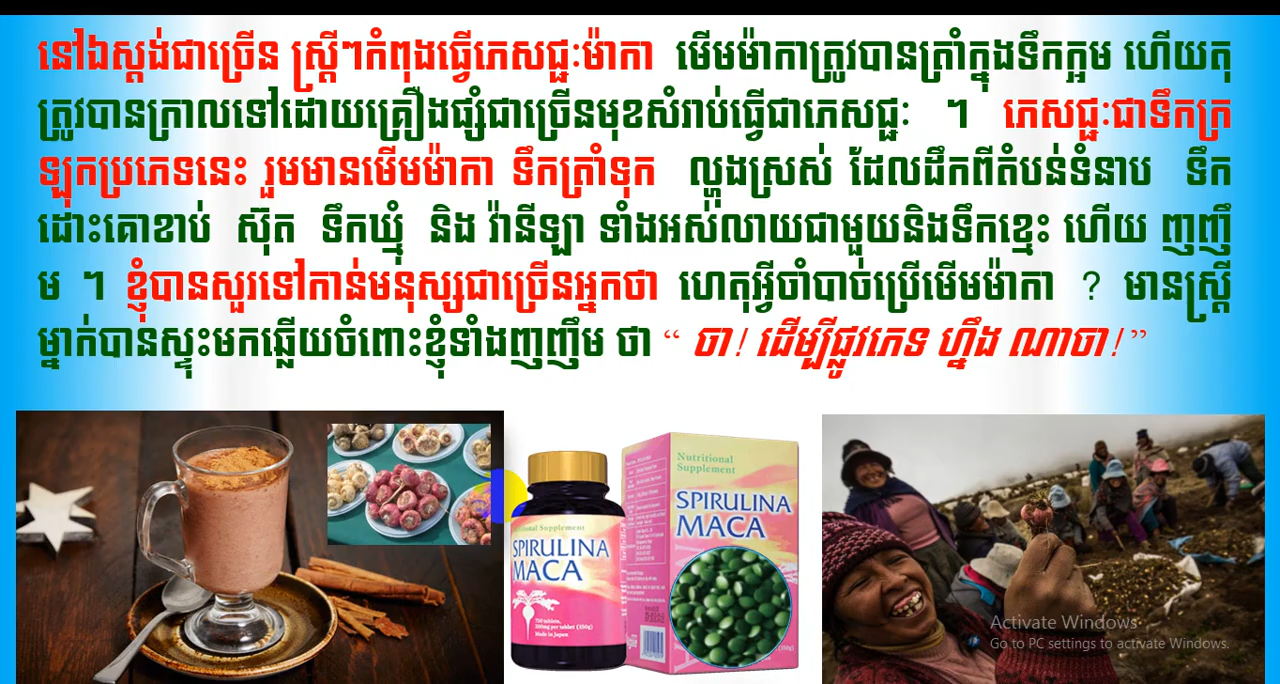 នៅឯស្តង់ជាច្រើន ស្ត្រីៗកំពុងធ្វើភេសជ្ជៈម៉ាកា មើមម៉ាកាត្រូវបានត្រាំក្នុងទឹកក្អម ហើយតុ
ត្រូវបានក្រាលទៅដោយគ្រឿងផ្សំជាច្រើនមុខសំរាប់ធ្វើជាភេសជ្ជៈ ។ ភេសជ្ជៈជាទឹកក្រ
ឡុកប្រភេទនេះ រួមមានមើមម៉ាកា ទឹកត្រាំទុក ល្ហុងស្រស់ ដែលដឹកពីតំបន់ទំនាប ទឹក
ដោះគោខាប់ ស៊ុត ទឹកឃ្មុំ និង វ៉ានីឡា ទាំងអស់លាយជាមួយនិងទឹកខ្មេះ ហើយ ញញឹ
ម ។ ខ្ញុំបានសួរទៅកាន់មនុស្សជាច្រើនអ្នកថា ហេតុអ្វីចាំបាច់ប្រើមើមម៉ាកា ? មានស្ត្រី
ម្នាក់បានស្ទុះមកឆ្លើយចំពោះខ្ញុំទាំងញញឹម ថា “ ចា! ដើម្បីផ្លូវភេទ ហ្នឹង ណាចា! ”
Nutritional Supplement
SPIRULINA
MACA
Made in Japan
Nutritional
Supplement
SPIRULINA
MACA
Activate Windows
Go to PC settings to activate Windows.